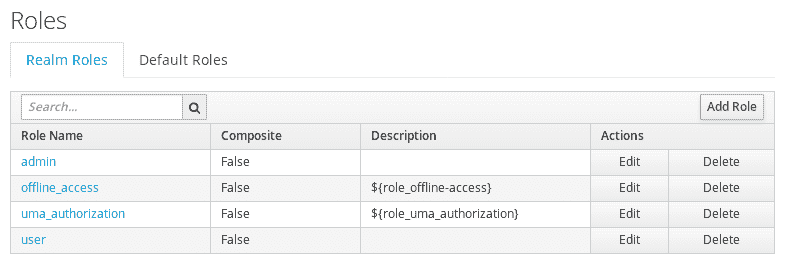 Roles
Realm Roles Default Roles
Search... Add Role
Role Name Composite Description Actions
admin False Edit Delete
offline_access False ${role_offline-access} Edit Delete
uma_authorization False ${role_uma_authorization} Edit Delete
user False Edit Delete